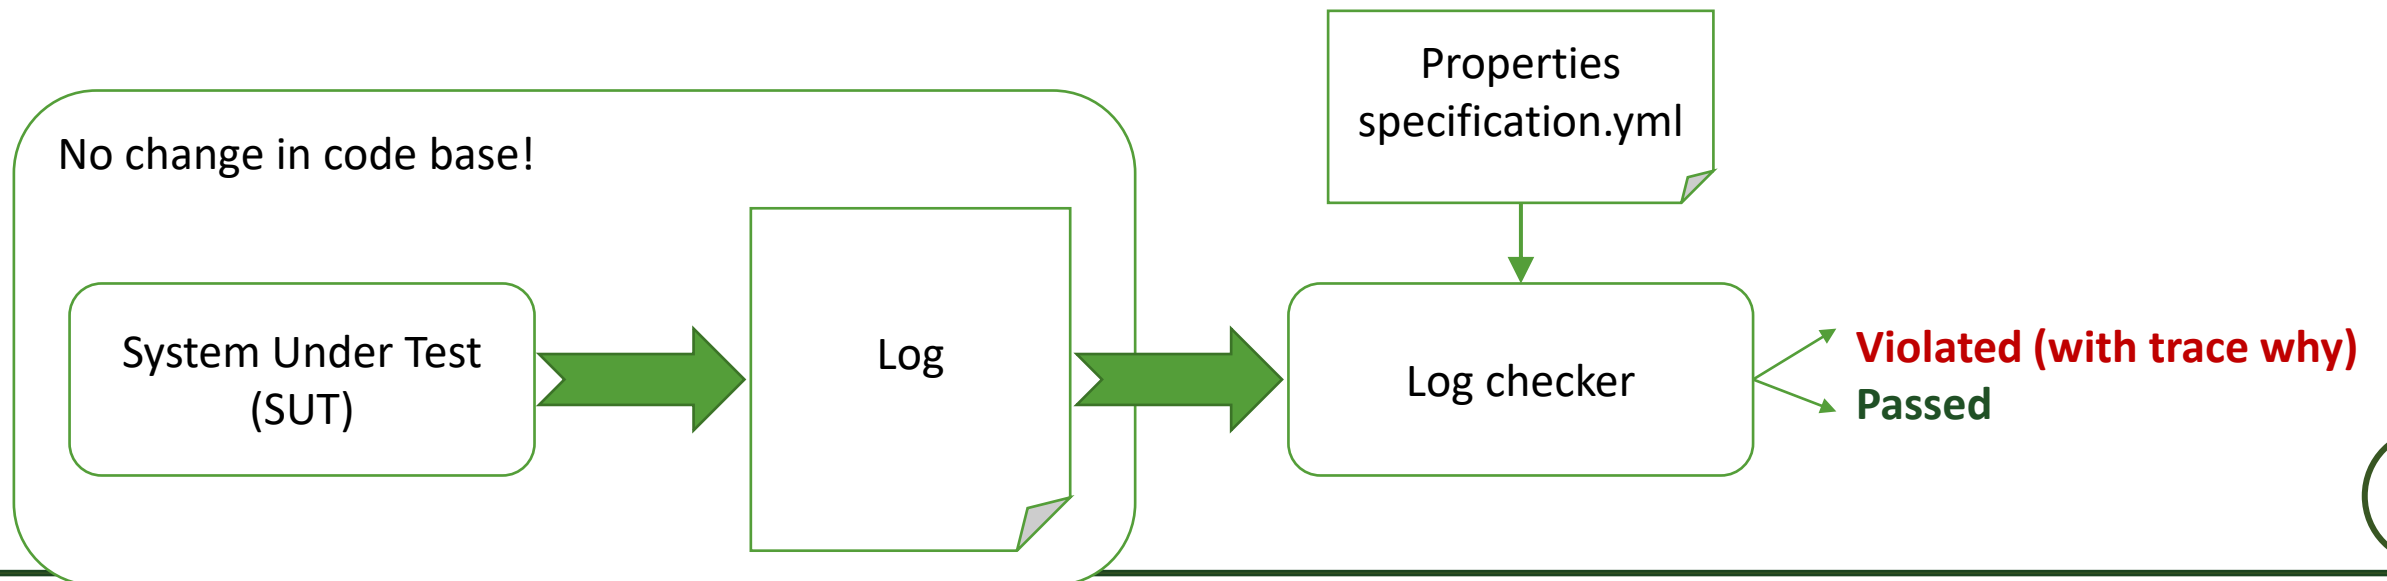 Properties
specification.yml
No change in code base!
System Under Test
(SUT)
Log
Log checker
Violated (with trace why)
Passed